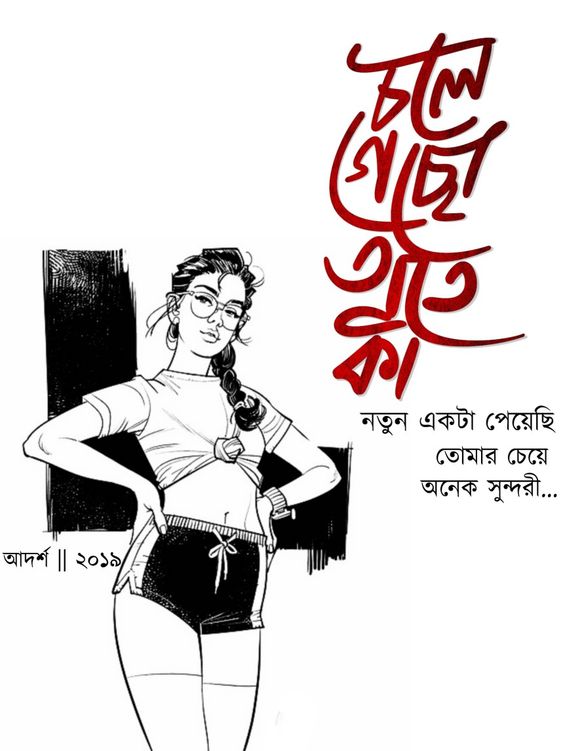 চলে
গেছো
তাতে
কী
নতুন একটা পেয়েছি
তোমার চেয়ে
অনেক সুন্দরী...
আদর্শ || ২০১৯